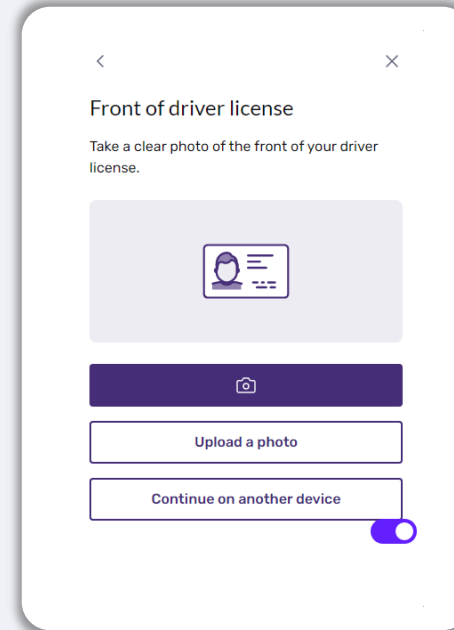 Front of driver license
Take a clear photo of the front of your driver
license.
Upload a photo
Continue on another device